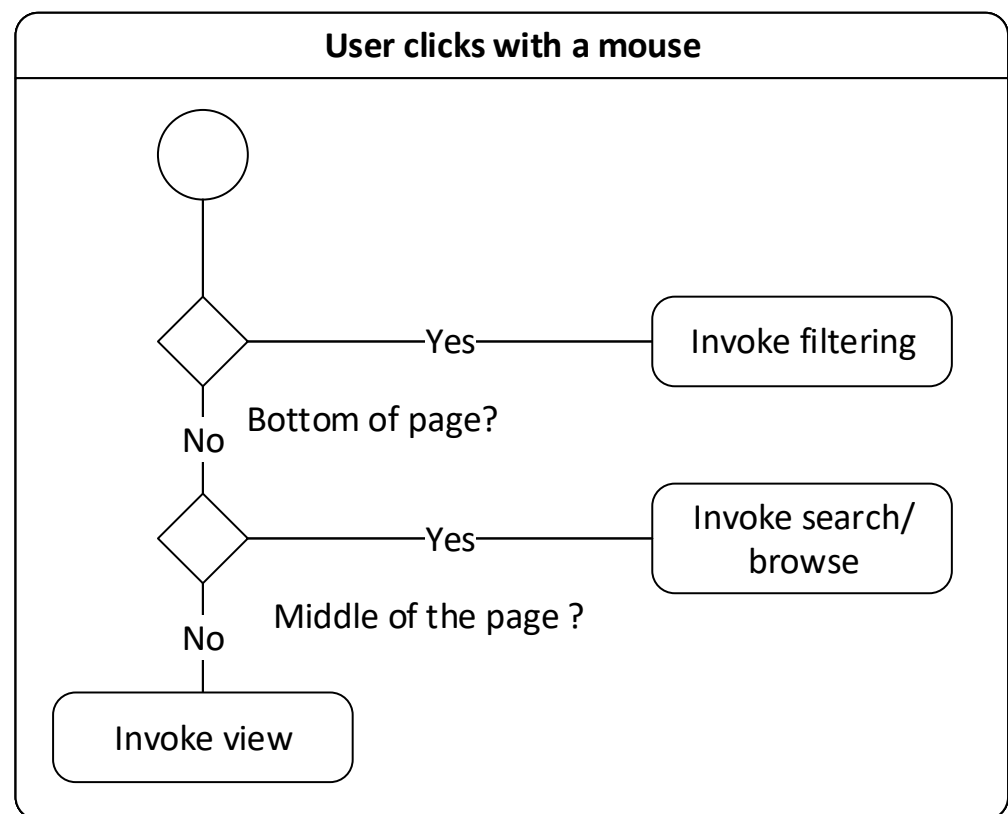 User clicks with a mouse
Yes
Invoke filtering
Bottom of page?
No
Yes
Invoke search/
browse
Middle of the page ?
No
Invoke view